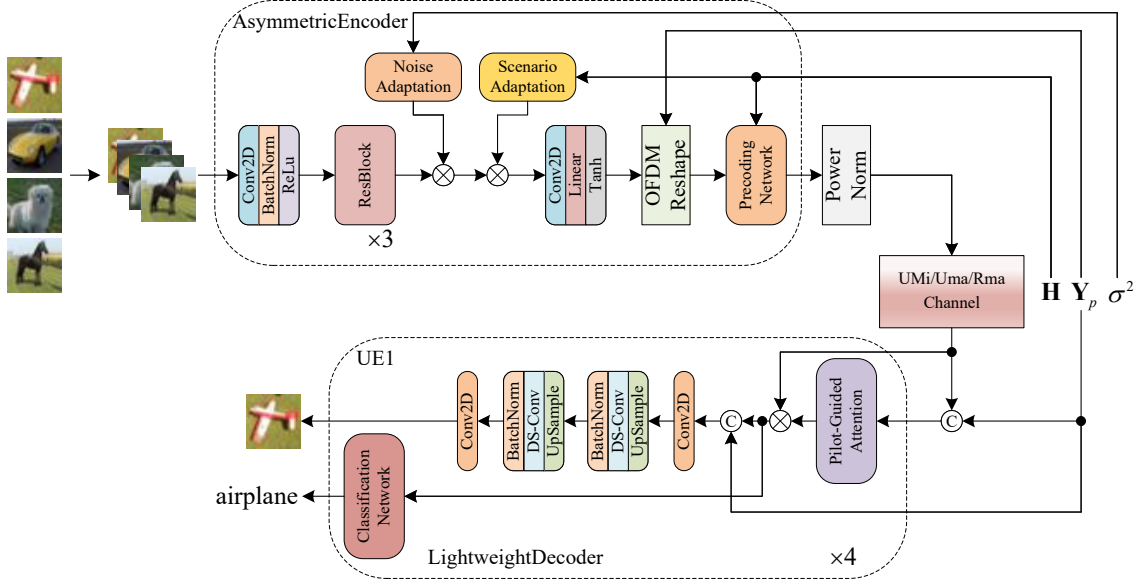 AsymmetricEncoder
Noise
Adaptation
Scenario
Adaptation
Conv2D
BatchNorm
ReLu
ResBlock
×3
Conv2D
Linear
Tanh
OFDM
Reshape
Precoding
Network
Power
Norm
UMi/Uma/Rma
Channel
H Y_p σ²
UE1
Conv2D
BatchNorm
DS-Conv
UpSample
BatchNorm
DS-Conv
UpSample
Conv2D
C
Pilot-Guided
Attention
C
Classification
Network
airplane
LightweightDecoder
×4